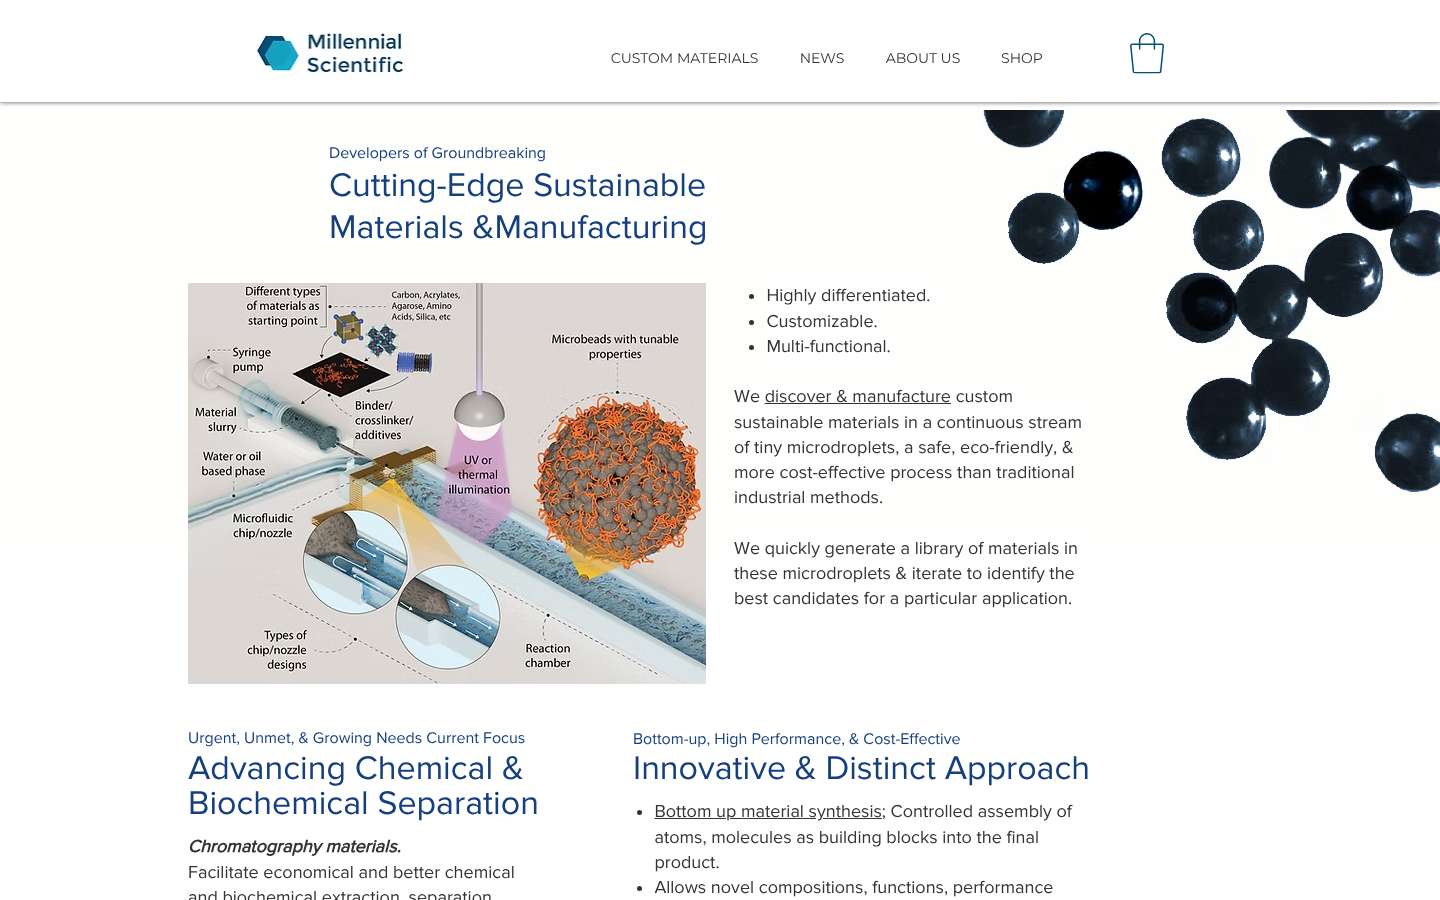 Millennial
Scientific
CUSTOM MATERIALS
NEWS
ABOUT US
SHOP
Developers of Groundbreaking
Cutting-Edge Sustainable
Materials &Manufacturing
Different types
of materials as
starting point
Carbon, Acrylates,
Agarose, Amino
Acids, Silica, etc
Syringe
pump
Material
slurry
Binder/
crosslinker/
additives
Water or oil
based phase
Microfluidic
chip/nozzle
UV or
thermal
illumination
Microbeads with tunable
properties
Types of
chip/nozzle
designs
Reaction
chamber
• Highly differentiated.
• Customizable.
• Multi-functional.
We discover & manufacture custom
sustainable materials in a continuous stream
of tiny microdroplets, a safe, eco-friendly, &
more cost-effective process than traditional
industrial methods.
We quickly generate a library of materials in
these microdroplets & iterate to identify the
best candidates for a particular application.
Urgent, Unmet, & Growing Needs Current Focus
Advancing Chemical &
Biochemical Separation
Chromatography materials.
Facilitate economical and better chemical
and biochemical extraction, separation
Bottom-up, High Performance, & Cost-Effective
Innovative & Distinct Approach
• Bottom up material synthesis; Controlled assembly of
atoms, molecules as building blocks into the final
product.
• Allows novel compositions, functions, performance